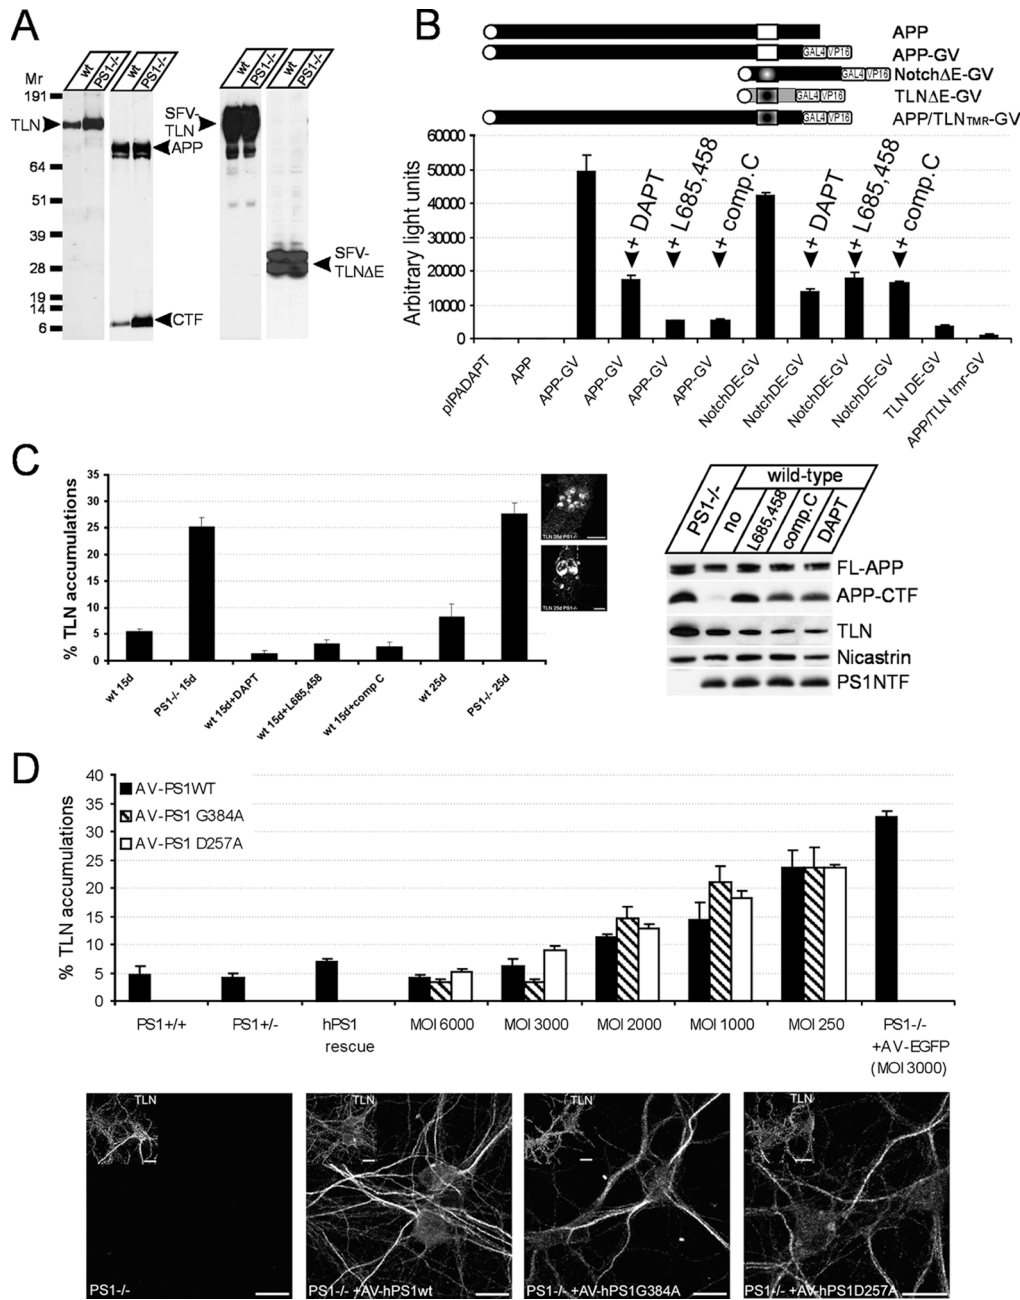 A
wt
PS1-/-
wt
PS1-/-
wt
PS1-/-
wt
PS1-/-
Mr
191
64
51
39
28
19
14
6
TLN
APP
CTF
SFV-
TLN
SFV-
TLNΔE
B
APP
GAL4 VP16
APP-GV
GAL4 VP16
NotchΔE-GV
GAL4 VP16
TLNΔE-GV
GAL4 VP16
APP/TLNTMR-GV
Arbitrary light units
60000
50000
40000
30000
20000
10000
0
+ DAPT
+ L685,458
+ comp.C
+ DAPT
+ L685,458
+ comp.C
pIPADAPT
APP
APP-GV
APP-GV
APP-GV
APP-GV
NotchDE-GV
NotchDE-GV
NotchDE-GV
NotchDE-GV
TLN DE-GV
APP/TLN tmr-GV
C
% TLN accumulations
35
30
25
20
15
10
5
0
wt 15d
PS1-/- 15d
wt 15d+DAPT
wt 15d+L685,458
wt 15d+comp C
wt 25d
PS1-/- 25d
TLN 25d PS1-/-
TLN 25d PS1-/-
wild-type
PS1-/-
no
L685,458
comp.C
DAPT
FL-APP
APP-CTF
TLN
Nicastrin
PS1NTF
D
% TLN accumulations
40
35
30
25
20
15
10
5
0
AV-PS1WT
AV-PS1 G384A
AV-PS1 D257A
PS1+/+
PS1+/-
hPS1
rescue
MOI 6000
MOI 3000
MOI 2000
MOI 1000
MOI 250
PS1-/-
+AV-EGFP
(MOI 3000)
TLN
PS1-/-
TLN
PS1-/- +AV-hPS1wt
TLN
PS1-/- +AV-hPS1G384A
TLN
PS1-/- +AV-hPS1D257A